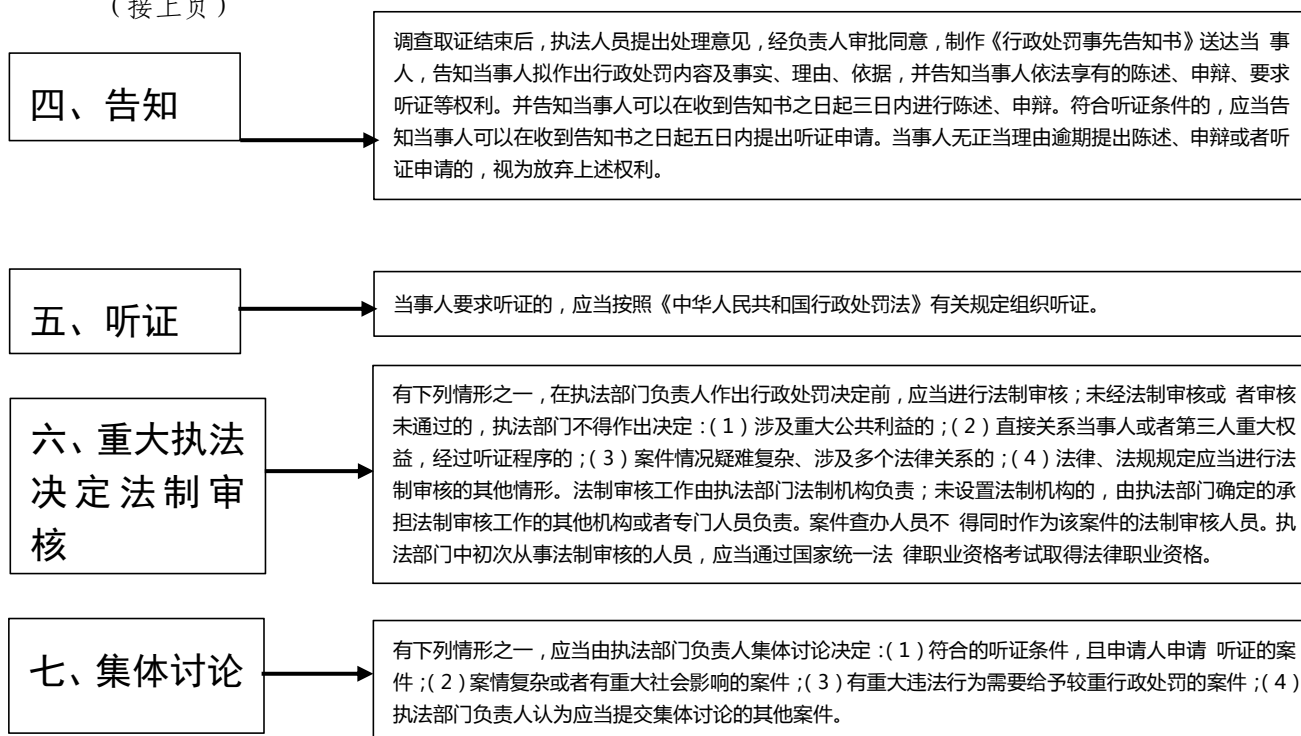 （接上页）
四、告知
调查取证结束后，执法人员提出处理意见，经负责人审批同意，制作《行政处罚事先告知书》送达当 事
人，告知当事人拟作出行政处罚内容及事实、理由、依据，并告知当事人依法享有的陈述、申辩、要求
听证等权利。并告知当事人可以在收到告知书之日起三日内进行陈述、申辩。符合听证条件的，应当告
知当事人可以在收到告知书之日起五日内提出听证申请。当事人无正当理由逾期提出陈述、申辩或者听
证申请的，视为放弃上述权利。
五、听证
当事人要求听证的，应当按照《中华人民共和国行政处罚法》有关规定组织听证。
六、重大执法
决定法制审
核
有下列情形之一，在执法部门负责人作出行政处罚决定前，应当进行法制审核；未经法制审核或 者审核
未通过的，执法部门不得作出决定：（1）涉及重大公共利益的；（2）直接关系当事人或者第三人重大权
益，经过听证程序的；（3）案件情况疑难复杂、涉及多个法律关系的；（4）法律、法规规定应当进行法
制审核的其他情形。法制审核工作由执法部门法制机构负责；未设置法制机构的，由执法部门确定的承
担法制审核工作的其他机构或者专门人员负责。案件查办人员不 得同时作为该案件的法制审核人员。执
法部门中初次从事法制审核的人员，应当通过国家统一法 律职业资格考试取得法律职业资格。
七、集体讨论
有下列情形之一，应当由执法部门负责人集体讨论决定：（1）符合的听证条件，且申请人申请 听证的案
件；（2）案情复杂或者有重大社会影响的案件；（3）有重大违法行为需要给予较重行政处罚的案件；（4）
执法部门负责人认为应当提交集体讨论的其他案件。